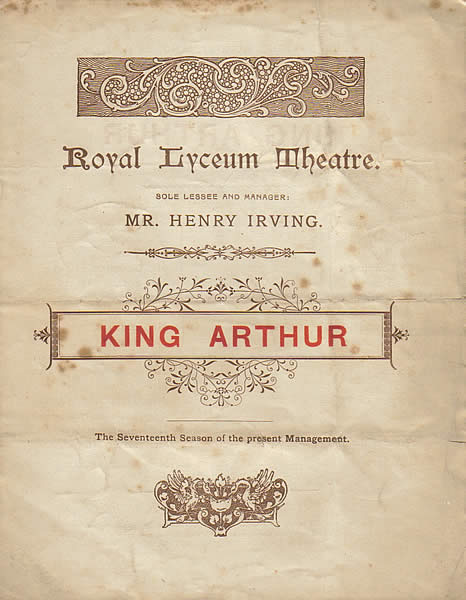 Royal Lyceum Theatre.
SOLE LESSEE AND MANAGER:
MR. HENRY IRVING.
KING ARTHUR
The Seventeenth Season of the present Management.